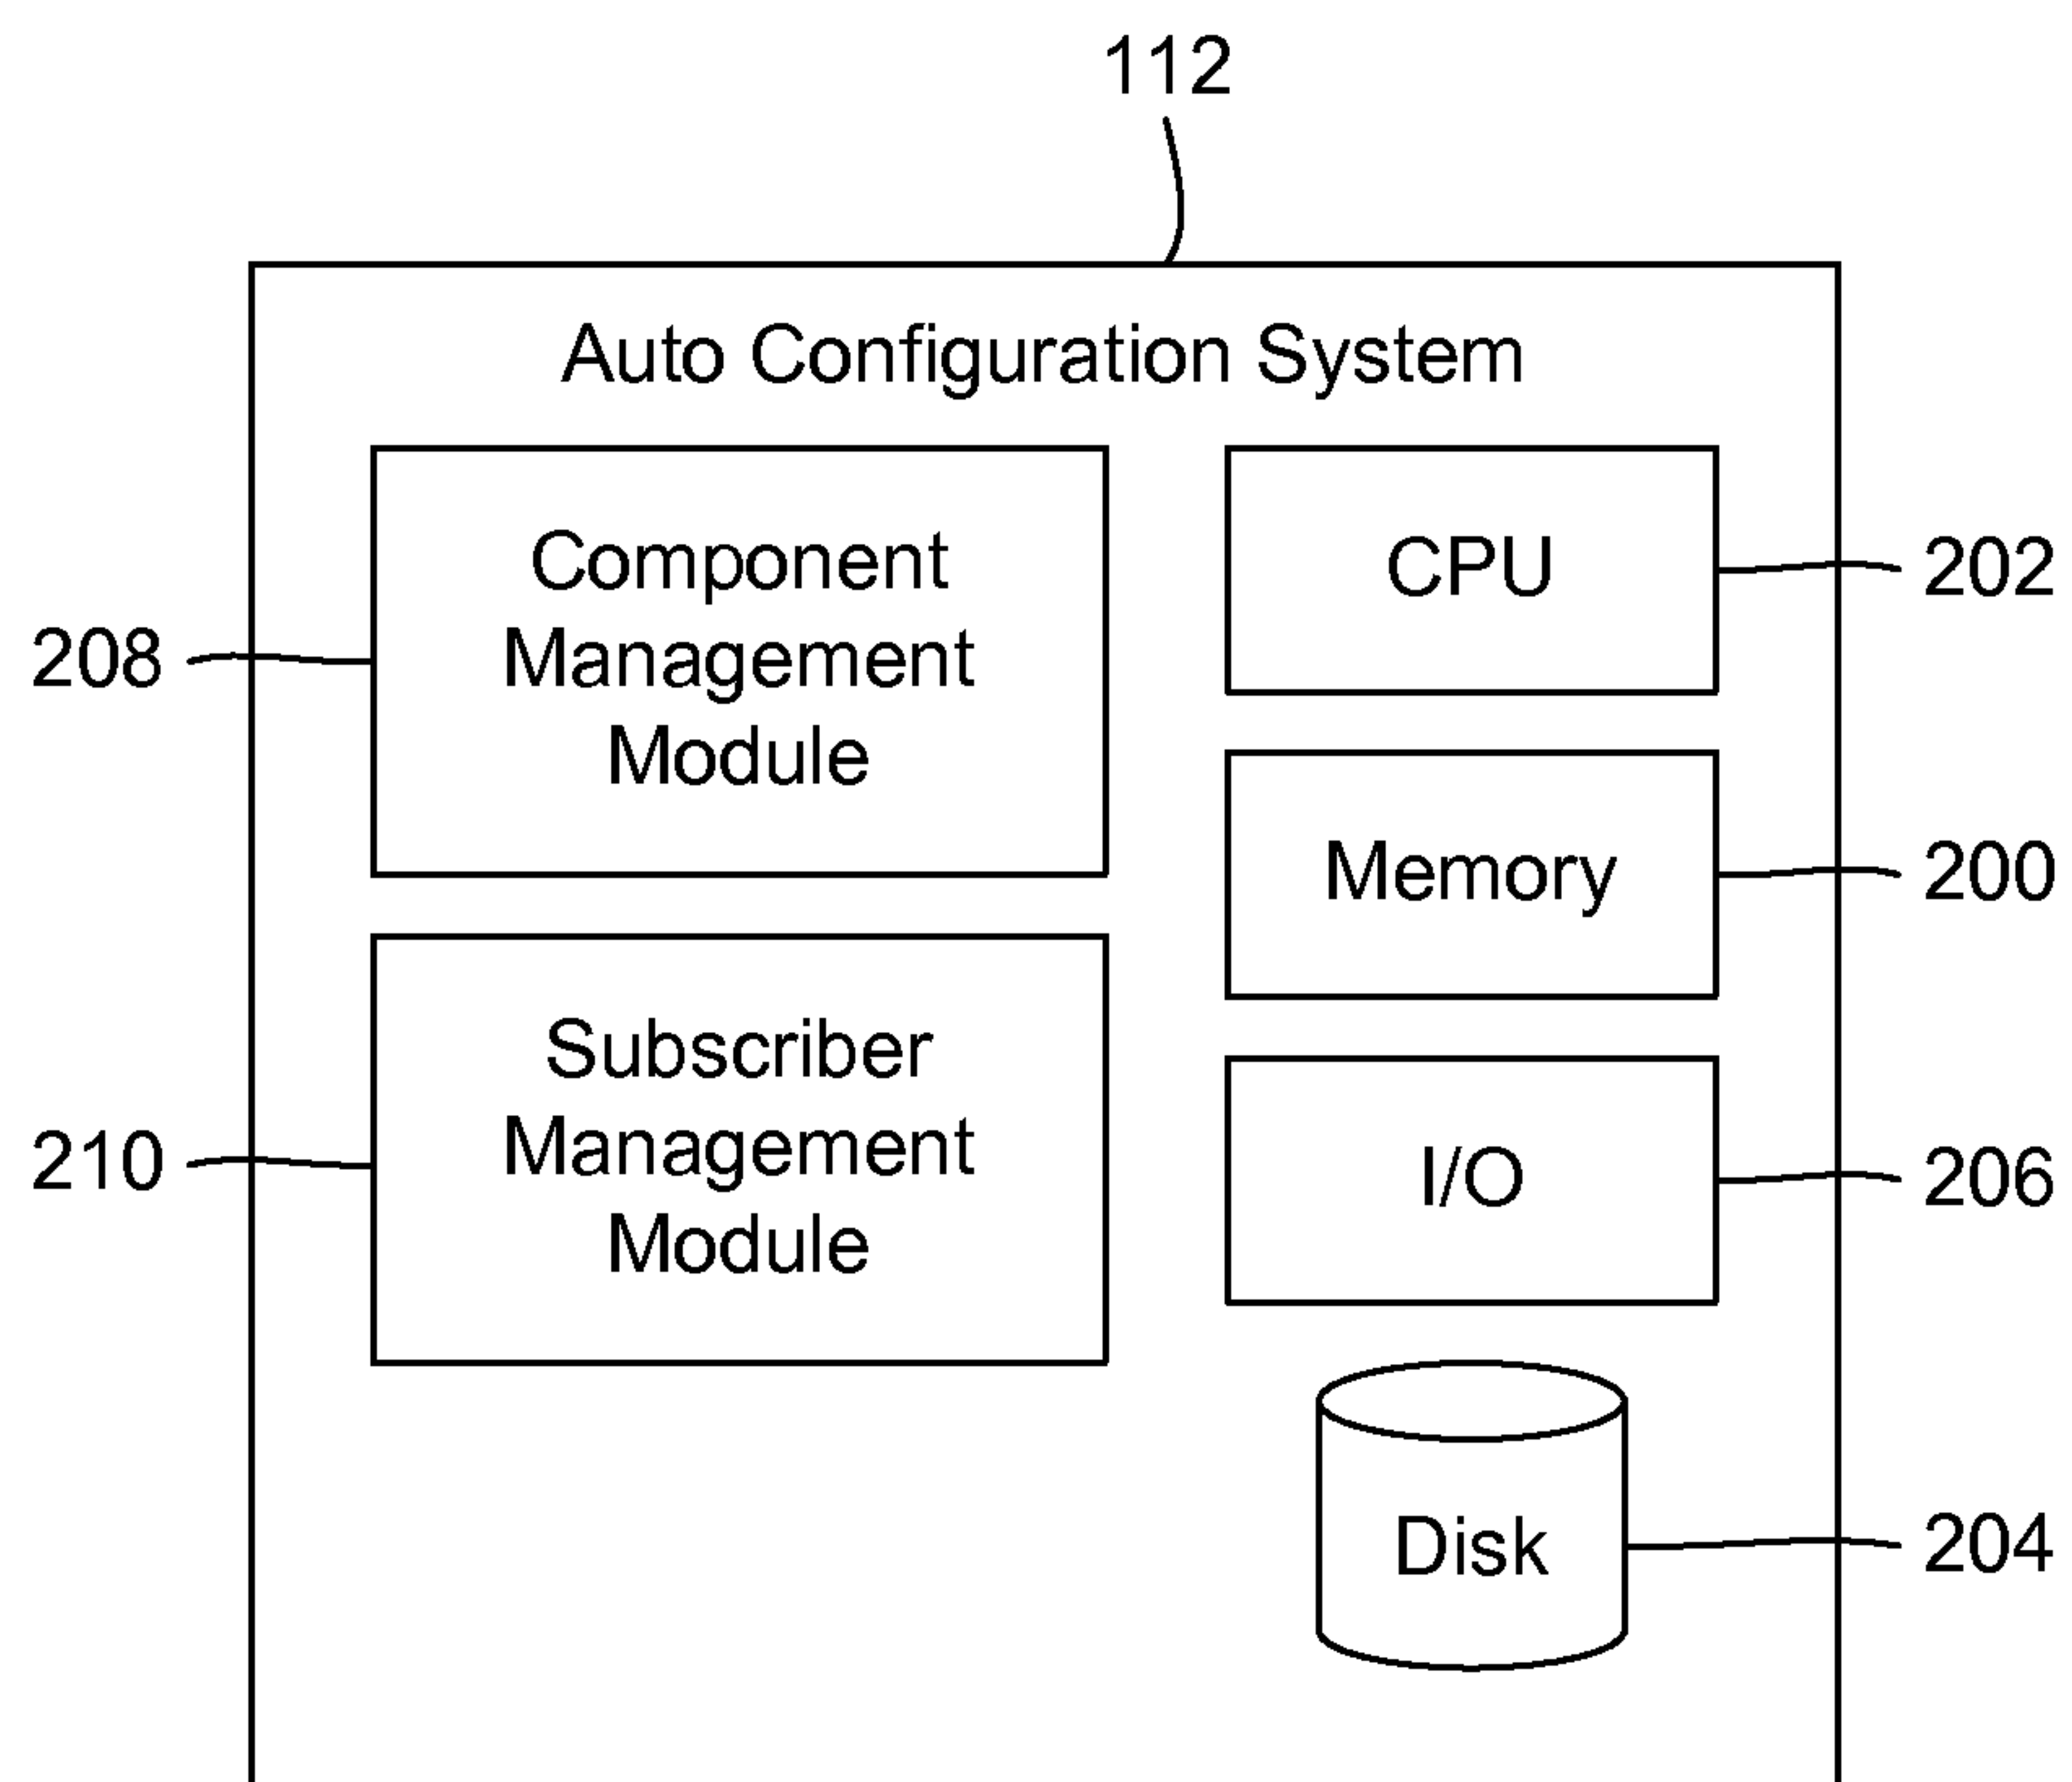 112
Auto Configuration System
Component
Management
Module
208
CPU
202
Memory
200
Subscriber
Management
Module
210
I/O
206
Disk
204